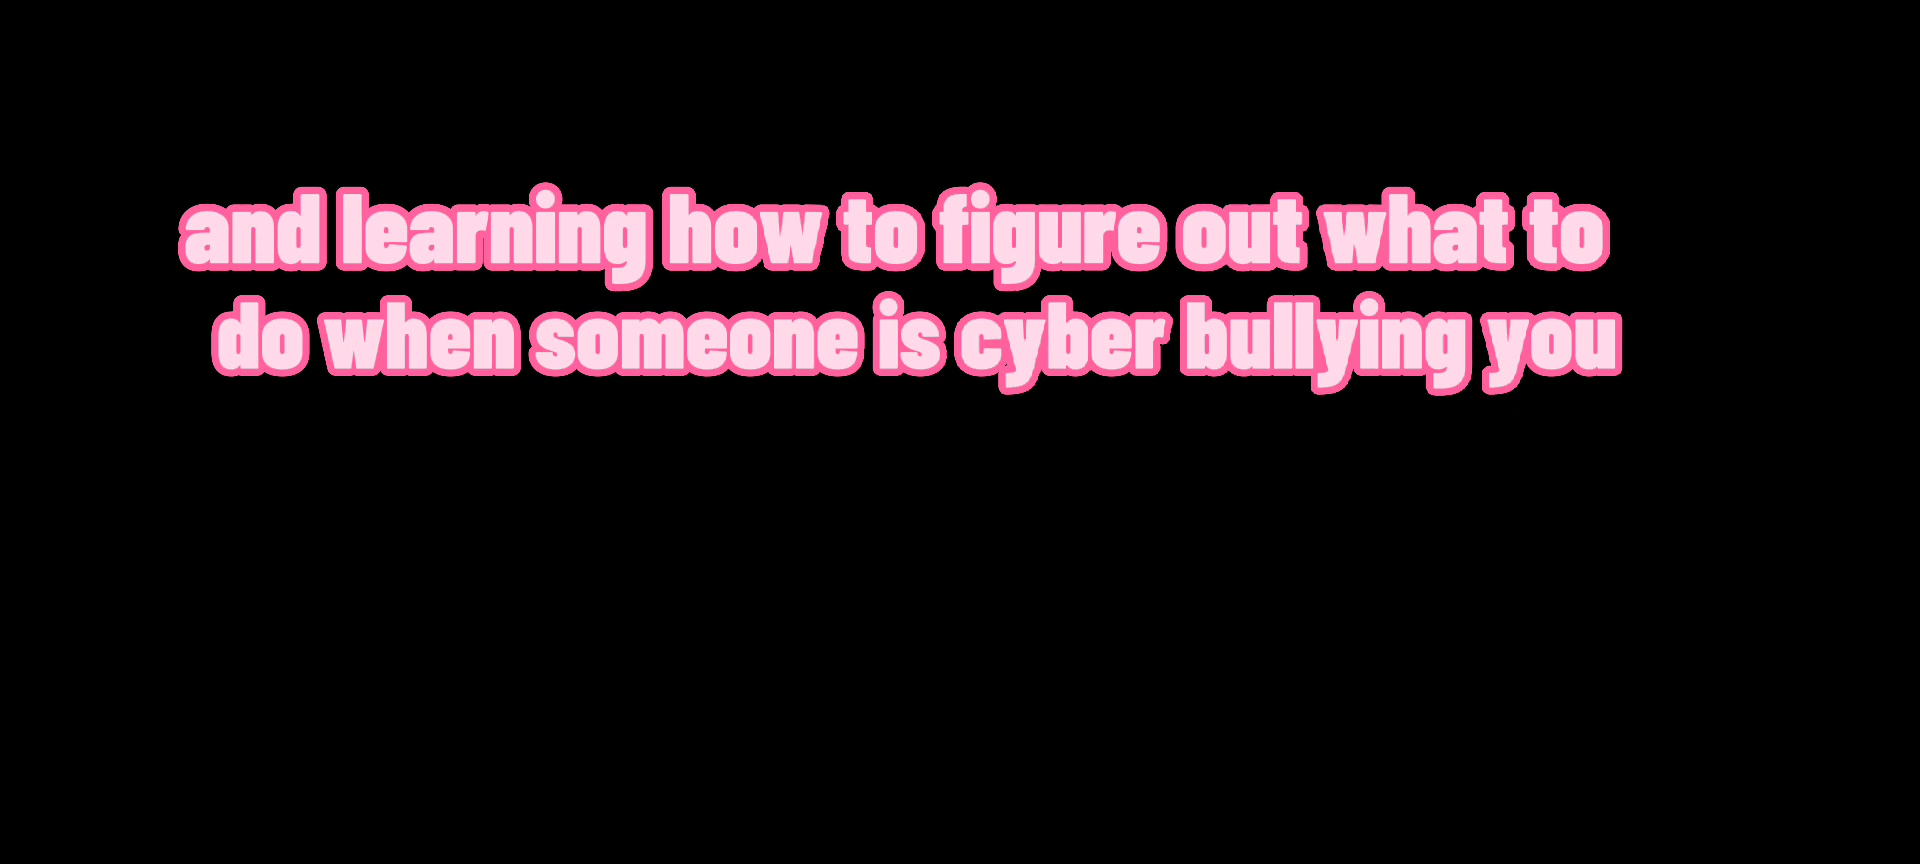 and learning how to figure out what to
do when someone is cyber bullying you